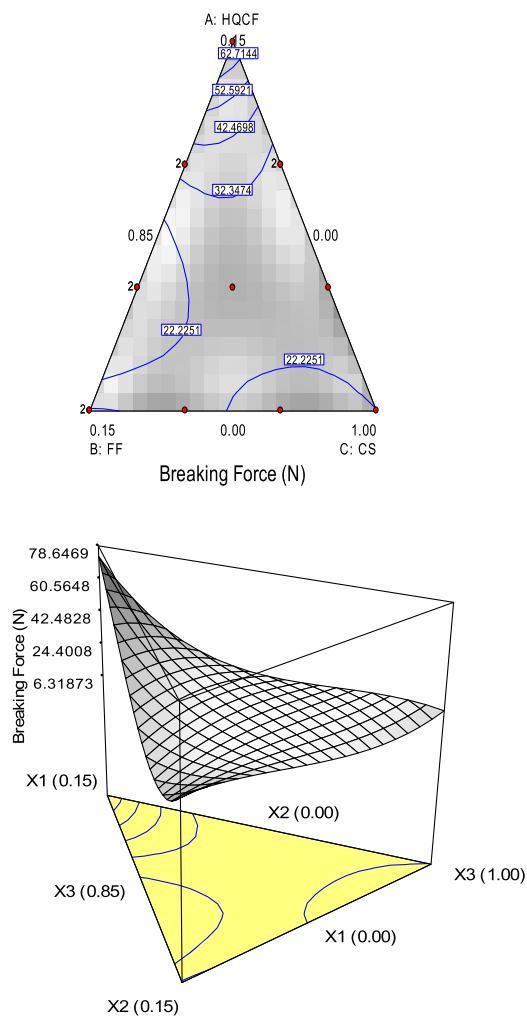 A: HQCF
0.15
62.7144
52.5921
42.4698
2
2
32.3474
0.85
0.00
2
22.2251
22.2251
2
0.15
0.00
1.00
B: FF
C: CS
Breaking Force (N)
78.6469
60.5648
42.4828
24.4008
6.31873
Breaking Force (N)
X1 (0.15)
X2 (0.00)
X3 (0.85)
X3 (1.00)
X1 (0.00)
X2 (0.15)